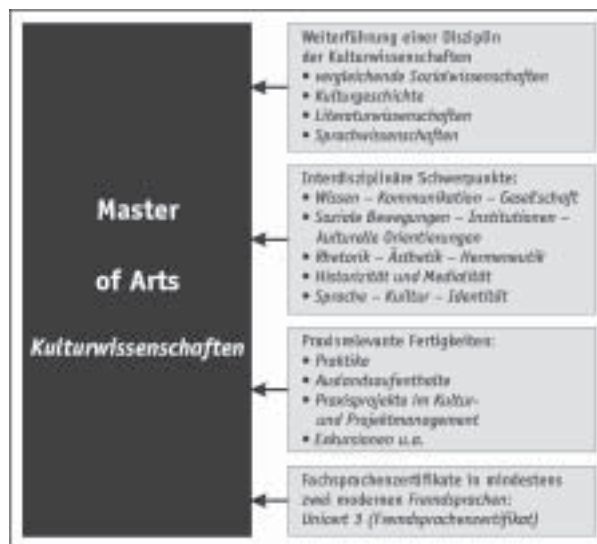 Master
of Arts
Kulturwissenschaften
Weiterführung einer Disziplin
der Kulturwissenschaften
• vergleichende Sozialwissenschaften
• Kulturgeschichte
• Literaturwissenschaften
• Sprachwissenschaften
Interdisziplinäre Schwerpunkte:
• Wissen – Kommunikation – Gesellschaft
• Soziale Bewegungen – Institutionen –
kulturelle Orientierungen
• Rhetorik – Ästhetik – Hermeneutik
• Historizität und Medialität
• Sprache – Kultur – Identität
Praxisrelevante Fertigkeiten:
• Praktika
• Auslandsaufenthalte
• Praxisprojekte im Kultur-
und Projektmanagement
• Exkursionen u.a.
Fachsprachenzertifikate in mindestens
zwei modernen Fremdsprachen:
Unicert 3 (Fremdsprachenzertifikat)